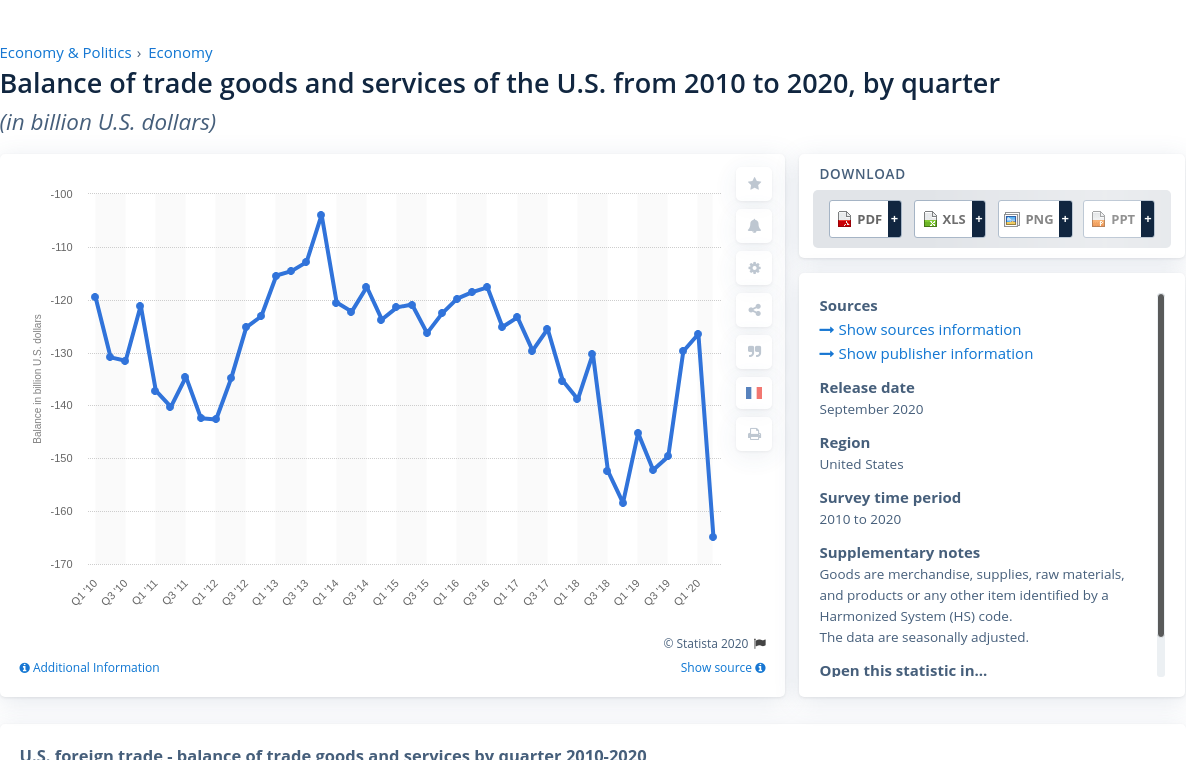 Economy & Politics › Economy
Balance of trade goods and services of the U.S. from 2010 to 2020, by quarter
(in billion U.S. dollars)
-100
-110
-120
-130
-140
-150
-160
-170
Balance in billion U.S. dollars
Q1 '10
Q3 '10
Q1 '11
Q3 '11
Q1 '12
Q3 '12
Q1 '13
Q3 '13
Q1 '14
Q3 '14
Q1 '15
Q3 '15
Q1 '16
Q3 '16
Q1 '17
Q3 '17
Q1 '18
Q3 '18
Q1 '19
Q3 '19
Q1 '20
© Statista 2020
Additional Information
Show source
DOWNLOAD
PDF + XLS + PNG + PPT +
Sources
Show sources information
Show publisher information
Release date
September 2020
Region
United States
Survey time period
2010 to 2020
Supplementary notes
Goods are merchandise, supplies, raw materials,
and products or any other item identified by a
Harmonized System (HS) code.
The data are seasonally adjusted.
Open this statistic in...
U.S. foreign trade - balance of trade goods and services by quarter 2010-2020